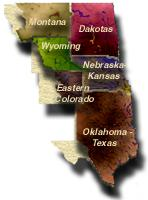 Montana
Dakotas
Wyoming
Nebraska-
Kansas
Eastern
Colorado
Oklahoma -
Texas